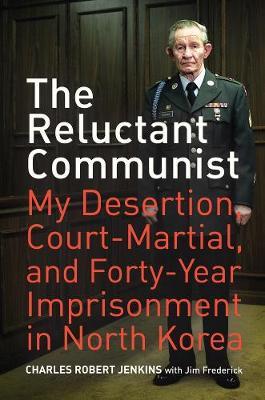 The
Reluctant
Communist
My Desertion,
Court-Martial,
and Forty-Year
Imprisonment
in North Korea
CHARLES ROBERT JENKINS with Jim Frederick